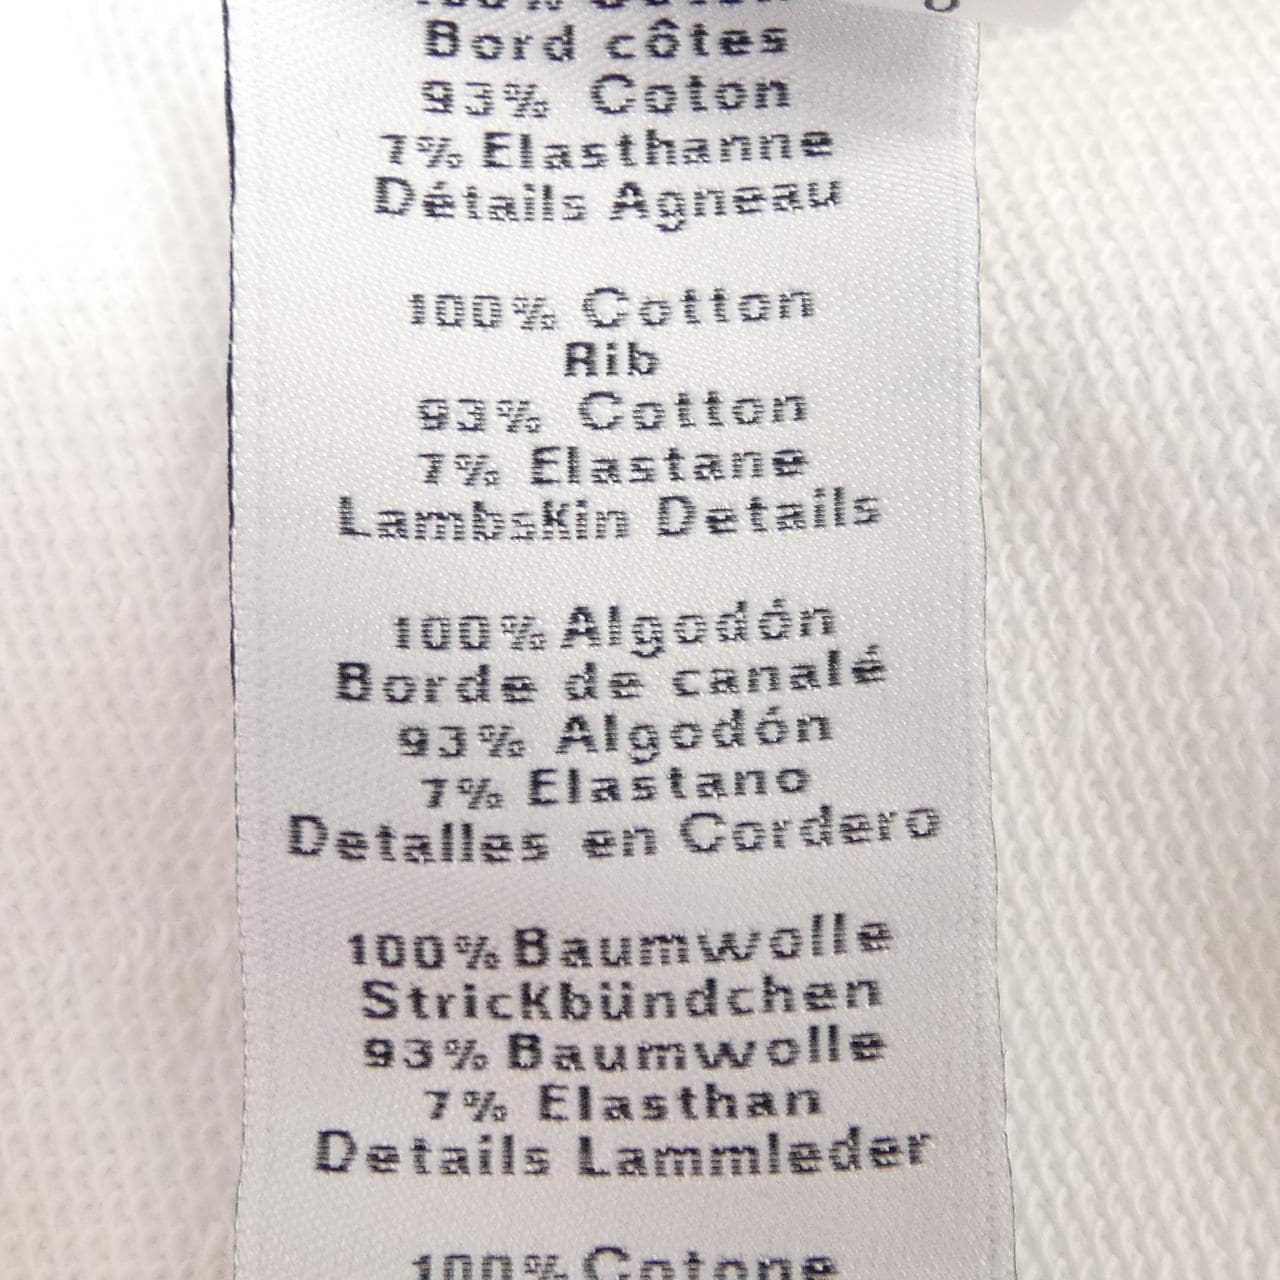 100% Coton
Bord côtes
93% Coton
7% Elasthanne
Détails Agneau
100% Cotton
Rib
93% Cotton
7% Elastane
Lambskin Details
100% Algodón
Borde de canalé
93% Algodón
7% Elastano
Detalles en Cordero
100% Baumwolle
Strickbündchen
93% Baumwolle
7% Elasthan
Details Lammleder
100% Cotone